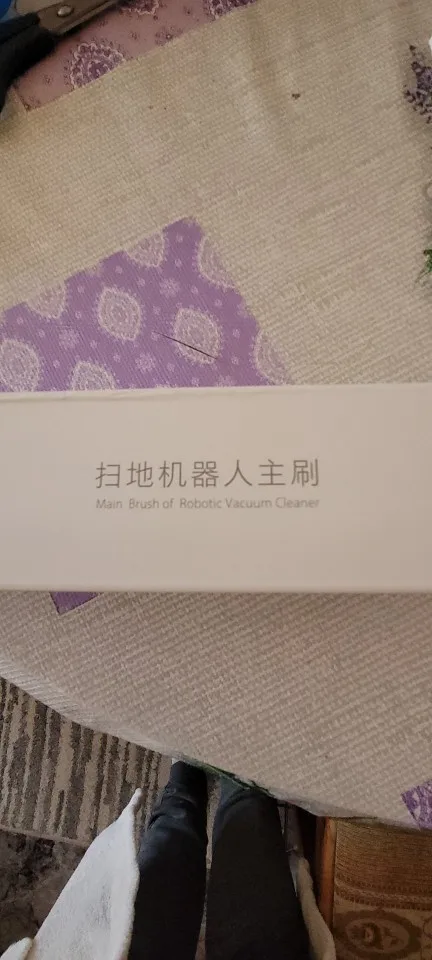 扫地机器人主刷
Main Brush of Robotic Vacuum Cleaner